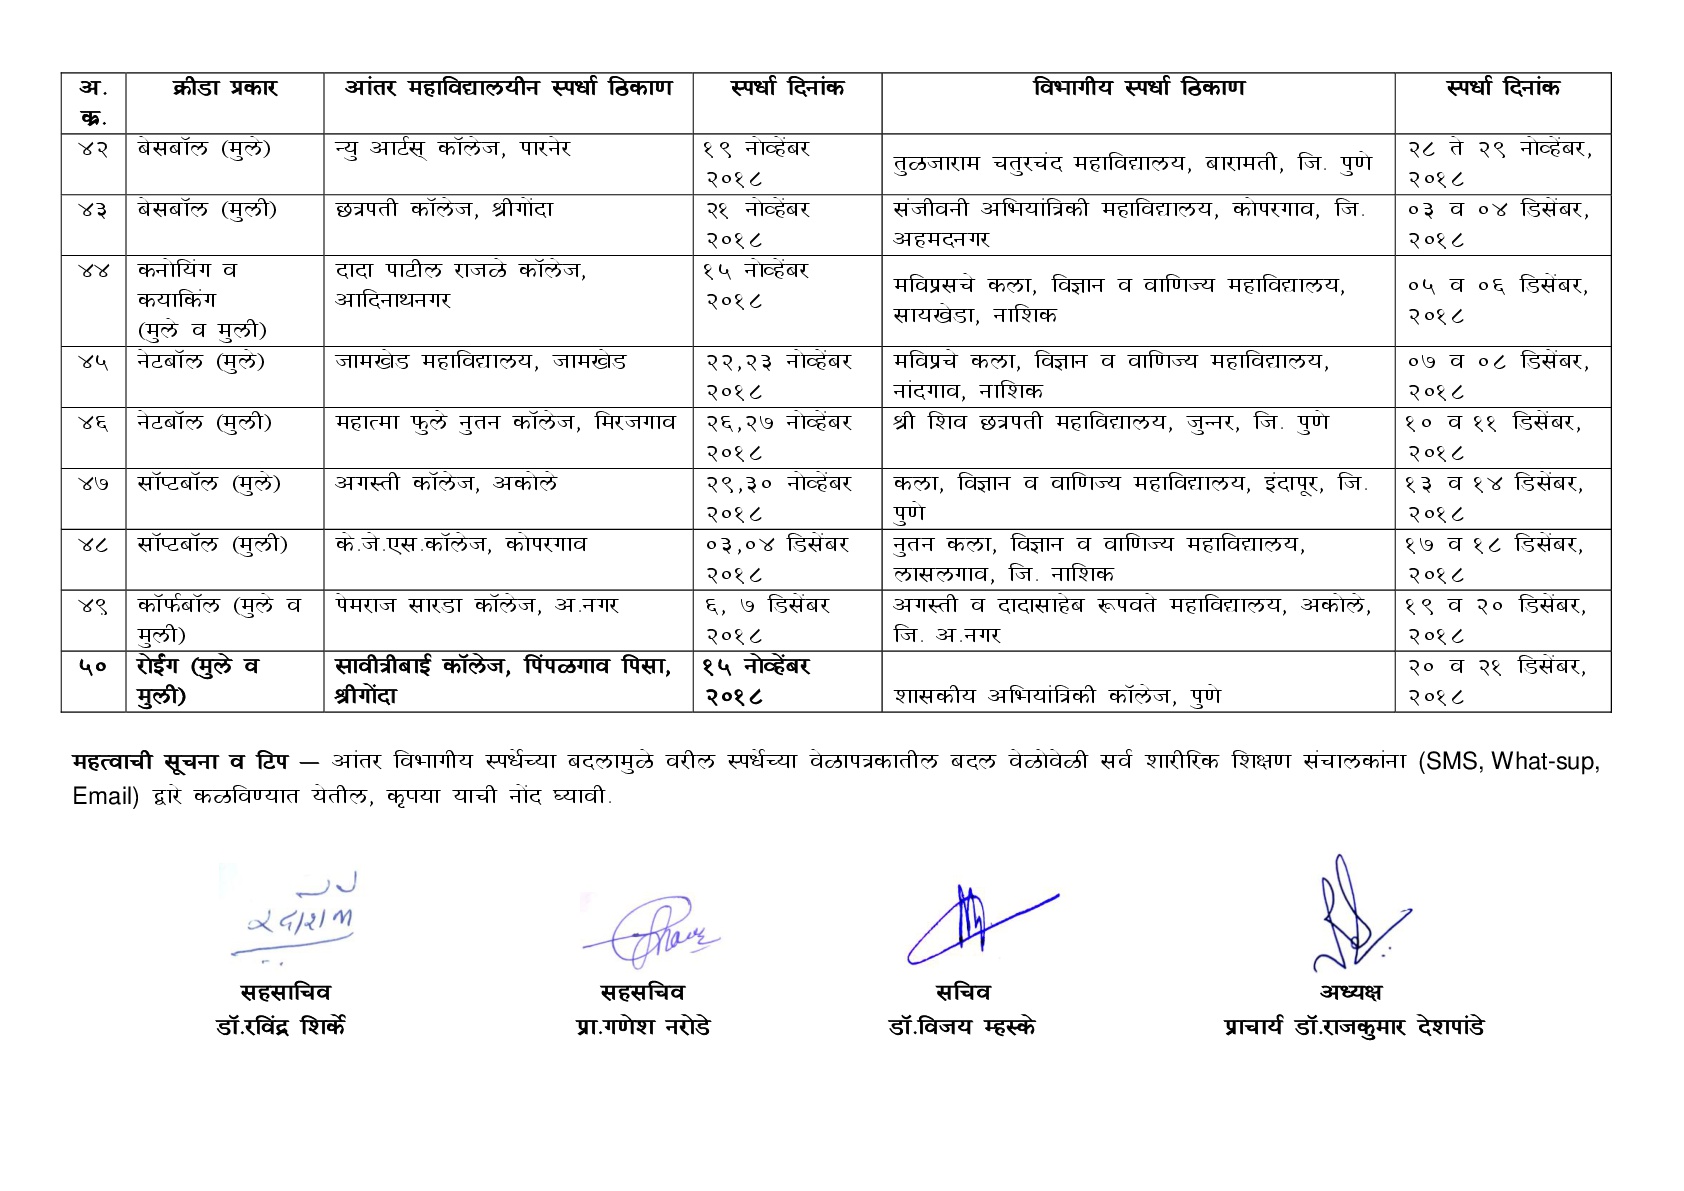 अ. क्रीडा प्रकार आंतर महाविद्यालयीन स्पर्धा ठिकाण स्पर्धा दिनांक विभागीय स्पर्धा ठिकाण स्पर्धा दिनांक
क्र.
४२ बेसबॉल (मुले) न्यु आर्टस् कॉलेज, पारनेर १९ नोव्हेंबर
२०१८ तुळजाराम चतुरचंद महाविद्यालय, बारामती, जि. पुणे २८ ते २९ नोव्हेंबर,
२०१८
४३ बेसबॉल (मुली) छत्रपती कॉलेज, श्रीगोंदा २१ नोव्हेंबर
२०१८ संजीवनी अभियांत्रिकी महाविद्यालय, कोपरगाव, जि.
अहमदनगर ०३ व ०४ डिसेंबर,
२०१८
४४ कनोयिंग व
कयाकिंग
(मुले व मुली) दादा पाटील राजळे कॉलेज,
आदिनाथनगर १५ नोव्हेंबर
२०१८ मविप्रसचे कला, विज्ञान व वाणिज्य महाविद्यालय,
सायखेडा, नाशिक ०५ व ०६ डिसेंबर,
२०१८
४५ नेटबॉल (मुले) जामखेड महाविद्यालय, जामखेड २२,२३ नोव्हेंबर
२०१८ मविप्रचे कला, विज्ञान व वाणिज्य महाविद्यालय,
नांदगाव, नाशिक ०७ व ०८ डिसेंबर,
२०१८
४६ नेटबॉल (मुली) महात्मा फुले नुतन कॉलेज, मिरजगाव २६,२७ नोव्हेंबर
२०१८ श्री शिव छत्रपती महाविद्यालय, जुन्नर, जि. पुणे १० व ११ डिसेंबर,
२०१८
४७ सॉप्टबॉल (मुले) अगस्ती कॉलेज, अकोले २९,३० नोव्हेंबर
२०१८ कला, विज्ञान व वाणिज्य महाविद्यालय, इंदापूर, जि.
पुणे १३ व १४ डिसेंबर,
२०१८
४८ सॉप्टबॉल (मुली) के.जे.एस.कॉलेज, कोपरगाव ०३,०४ डिसेंबर
२०१८ नुतन कला, विज्ञान व वाणिज्य महाविद्यालय,
लासलगाव, जि. नाशिक १७ व १८ डिसेंबर,
२०१८
४९ कॉर्फबॉल (मुले व
मुली) पेमराज सारडा कॉलेज, अ.नगर ६, ७ डिसेंबर
२०१८ अगस्ती व दादासाहेब रूपवते महाविद्यालय, अकोले,
जि. अ.नगर १९ व २० डिसेंबर,
२०१८
५० रोईंग (मुले व
मुली) सावीत्रीबाई कॉलेज, पिंपळगाव पिसा,
श्रीगोंदा १५ नोव्हेंबर
२०१८ शासकीय अभियांत्रिकी कॉलेज, पुणे २० व २१ डिसेंबर,
२०१८
महत्वाची सूचना व टिप — आंतर विभागीय स्पर्धेच्या बदलामुळे वरील स्पर्धेच्या वेळापत्रकातील बदल वेळोवेळी सर्व शारीरिक शिक्षण संचालकांना (SMS, What-sup,
Email) द्वारे कळविण्यात येतील, कृपया याची नोंद घ्यावी.
सहसाचिव सहसचिव सचिव अध्यक्ष
डॉ.रविंद्र शिर्के प्रा.गणेश नरोडे डॉ.विजय म्हस्के प्राचार्य डॉ.राजकुमार देशपांडे